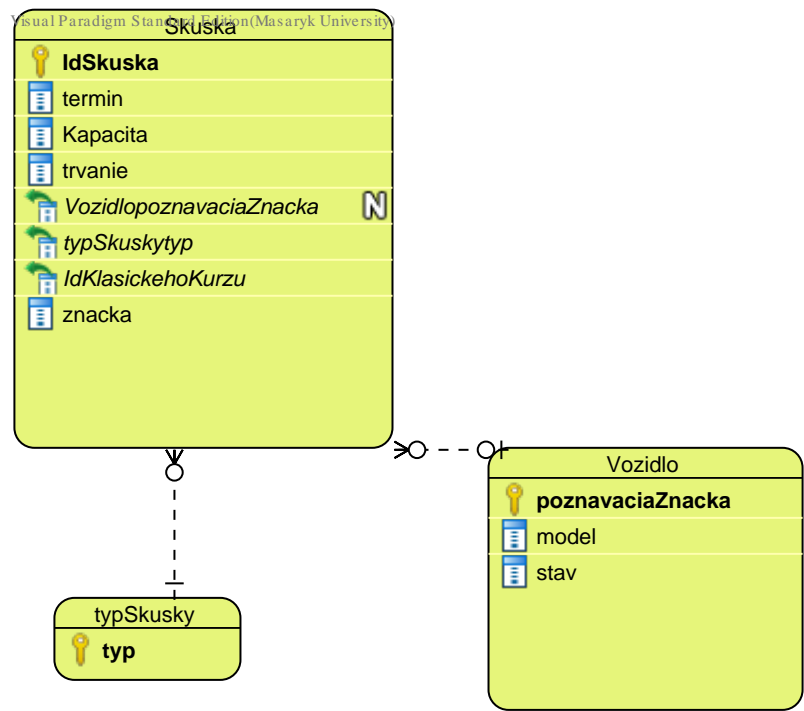 Visual Paradigm Standard Edition(Masaryk University)
Skuska
IdSkuska
termin
Kapacita
trvanie
VozidlopoznavaciaZnacka N
typSkuskytyp
IdKlasickehoKurzu
znacka
Vozidlo
poznavaciaZnacka
model
stav
typSkusky
typ